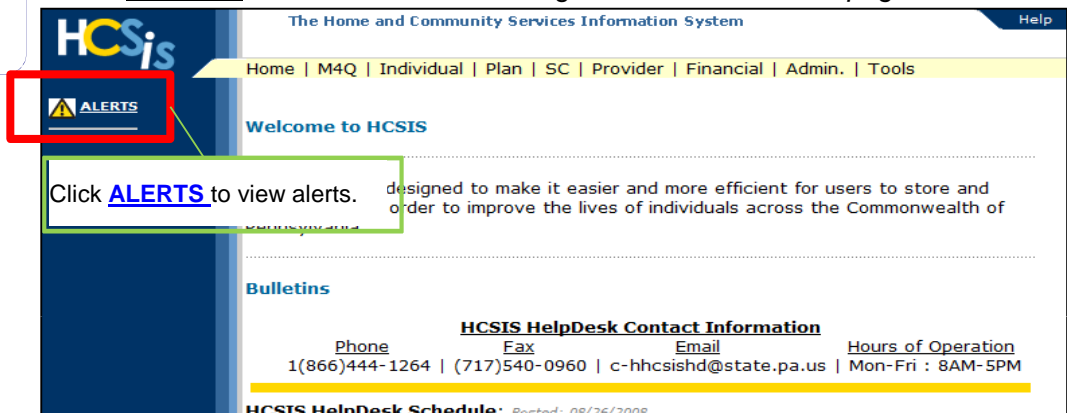 The Home and Community Services Information System
Help
HCSis
Home | M4Q | Individual | Plan | SC | Provider | Financial | Admin. | Tools
ALERTS
Welcome to HCSIS
Click ALERTS to view alerts.
designed to make it easier and more efficient for users to store and
order to improve the lives of individuals across the Commonwealth of
Pennsylvania
Bulletins
HCSIS HelpDesk Contact Information
Phone Fax Email Hours of Operation
1(866)444-1264 | (717)540-0960 | c-hhcsishd@state.pa.us | Mon-Fri : 8AM-5PM
HCSIS HelpDesk Schedule: Posted: 08/26/2008